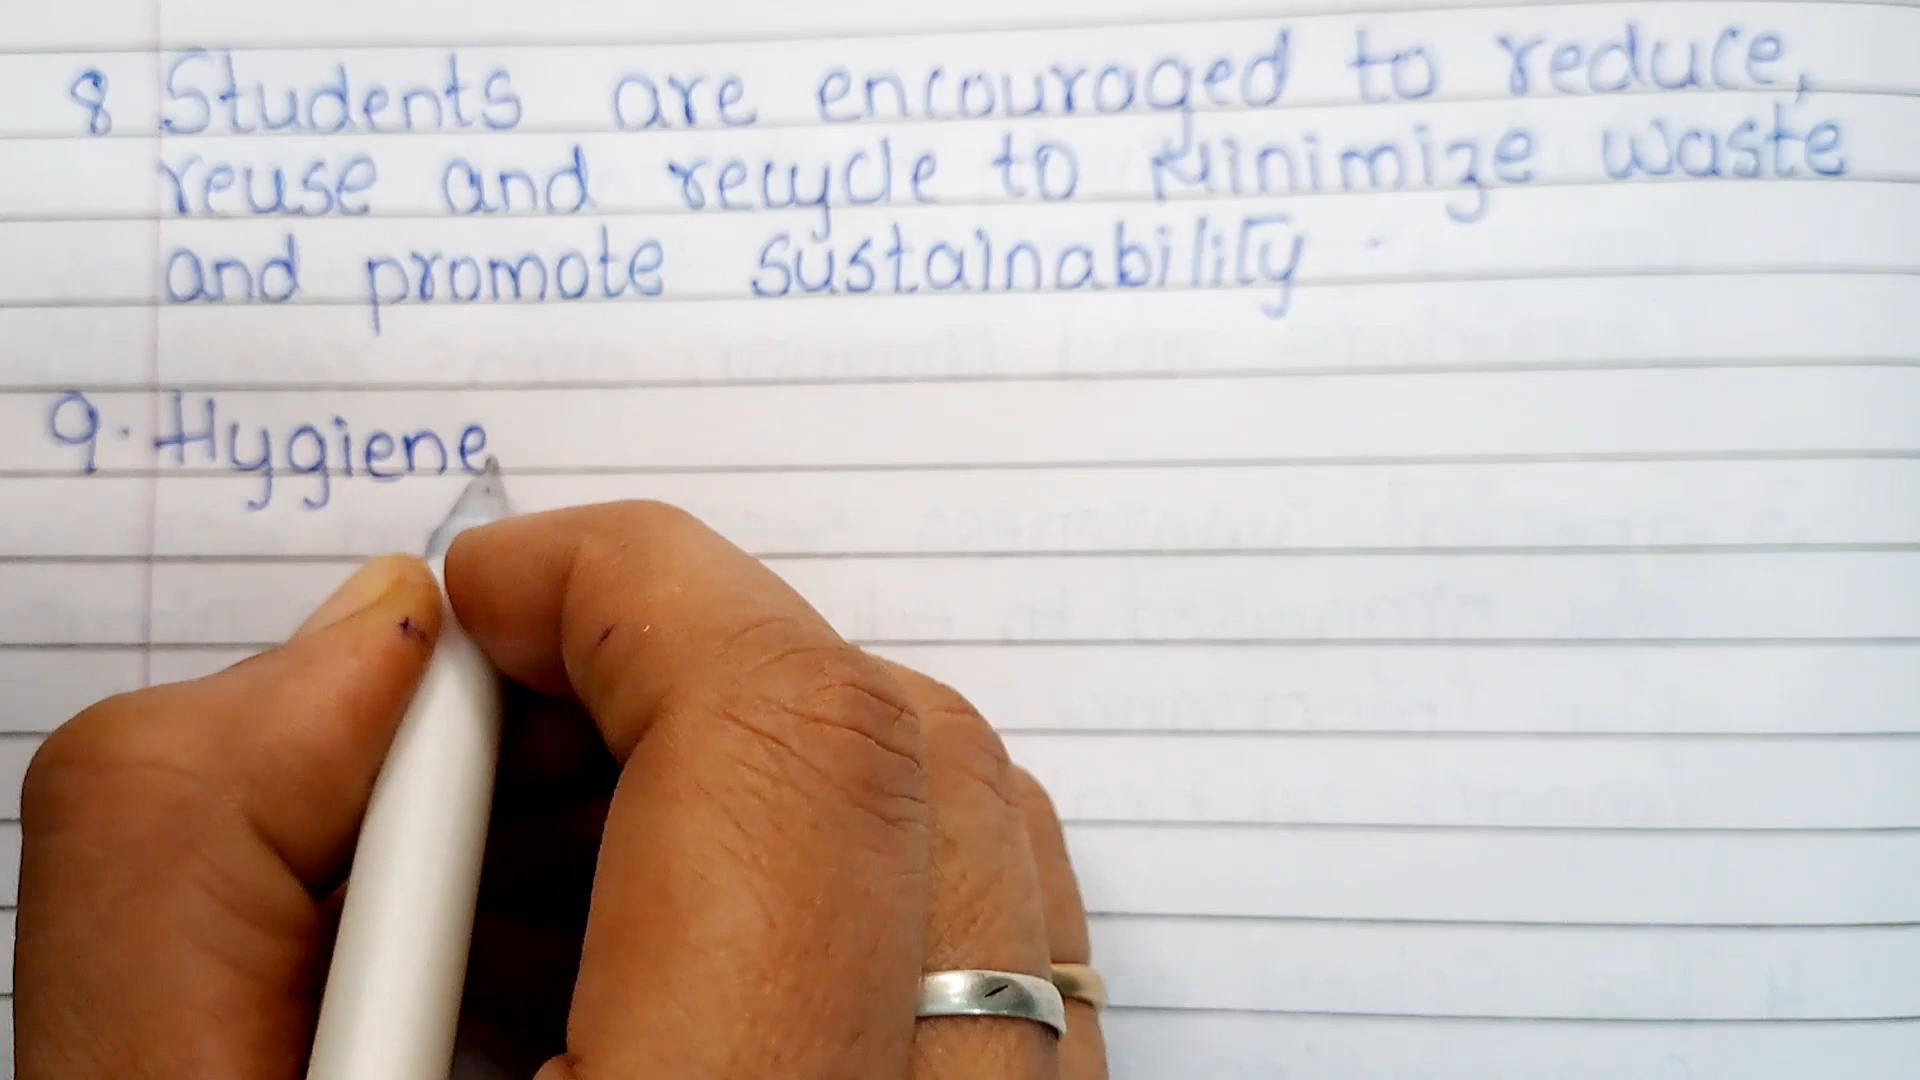 8 Students are encouraged to reduce,
reuse and recycle to Minimize waste
and promote sustainability.
9. Hygiene